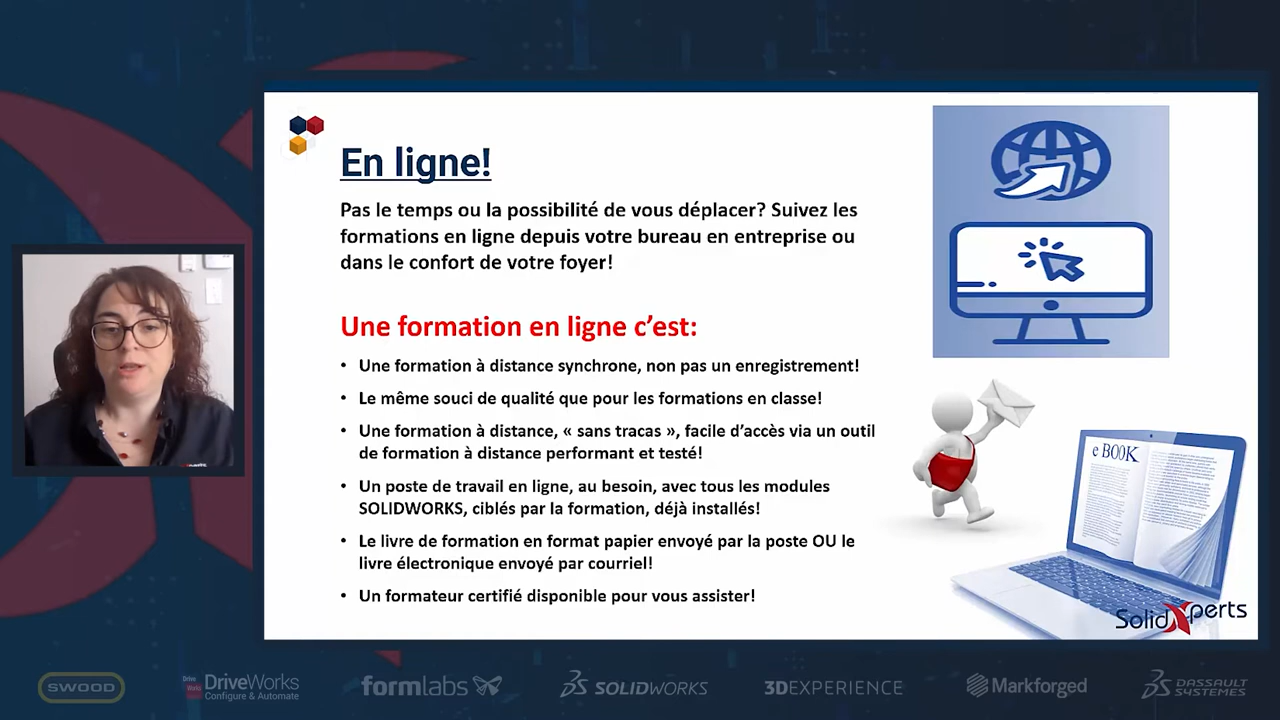 En ligne!
Pas le temps ou la possibilité de vous déplacer? Suivez les
formations en ligne depuis votre bureau en entreprise ou
dans le confort de votre foyer!
Une formation en ligne c’est:
• Une formation à distance synchrone, non pas un enregistrement!
• Le même souci de qualité que pour les formations en classe!
• Une formation à distance, « sans tracas », facile d’accès via un outil
de formation à distance performant et testé!
• Un poste de travail en ligne, au besoin, avec tous les modules
SOLIDWORKS, ciblés par la formation, déjà installés!
• Le livre de formation en format papier envoyé par la poste OU le
livre électronique envoyé par courriel!
• Un formateur certifié disponible pour vous assister!
e BOOK
SolidXperts
SWOOD
Drive Works
DriveWorks
Configure & Automate
formlabs
SOLIDWORKS
3DEXPERIENCE
Markforged
DASSAULT
SYSTEMES